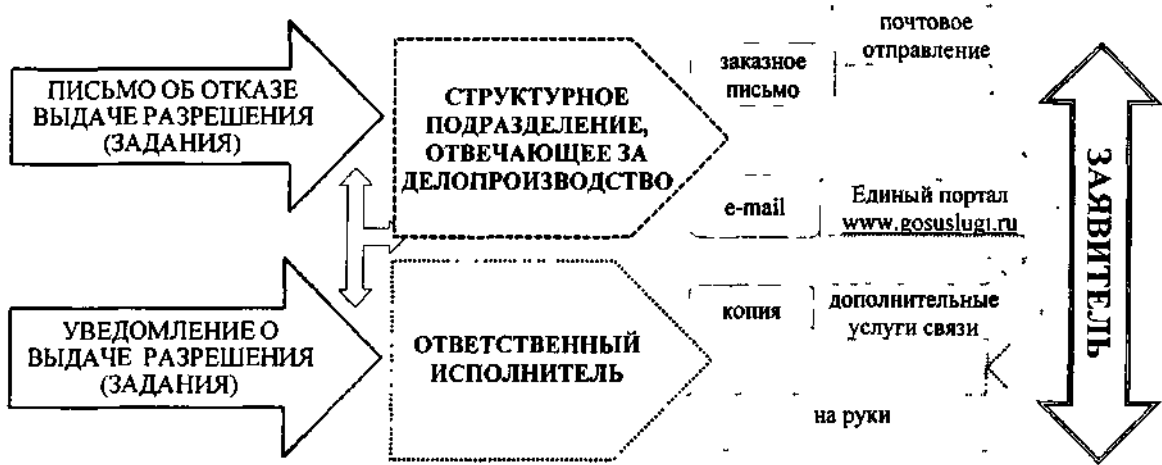 ПИСЬМО ОБ ОТКАЗЕ
ВЫДАЧЕ РАЗРЕШЕНИЯ
(ЗАДАНИЯ)
СТРУКТУРНОЕ
ПОДРАЗДЕЛЕНИЕ,
ОТВЕЧАЮЩЕЕ ЗА
ДЕЛОПРОИЗВОДСТВО
заказное
письмо
почтовое
отправление
e-mail
Единый портал
www.gosuslugi.ru
УВЕДОМЛЕНИЕ О
ВЫДАЧЕ РАЗРЕШЕНИЯ
(ЗАДАНИЯ)
ОТВЕТСТВЕННЫЙ
ИСПОЛНИТЕЛЬ
копия
дополнительные
услуги связи
на руки
ЗАЯВИТЕЛЬ